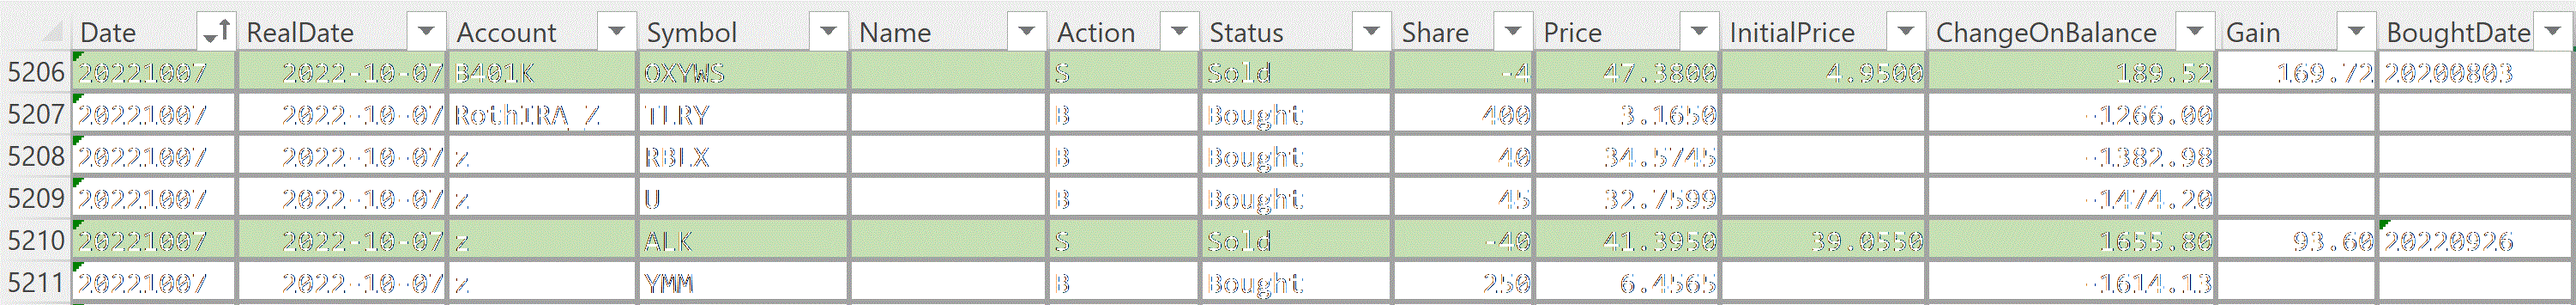 Date RealDate Account Symbol Name Action Status Share Price InitialPrice ChangeOnBalance Gain BoughtDate
5206 20221007 2022-10-07 B401K OXYWS S Sold -4 47.3800 4.9500 189.52 169.72 20200803
5207 20221007 2022-10-07 RothIRA_Z TLRY B Bought 400 3.1650 -1266.00
5208 20221007 2022-10-07 z RBLX B Bought 40 34.5745 -1382.98
5209 20221007 2022-10-07 z U B Bought 45 32.7599 -1474.20
5210 20221007 2022-10-07 z ALK S Sold -40 41.3950 39.0550 1655.80 93.60 20220926
5211 20221007 2022-10-07 z YMM B Bought 250 6.4565 -1614.13